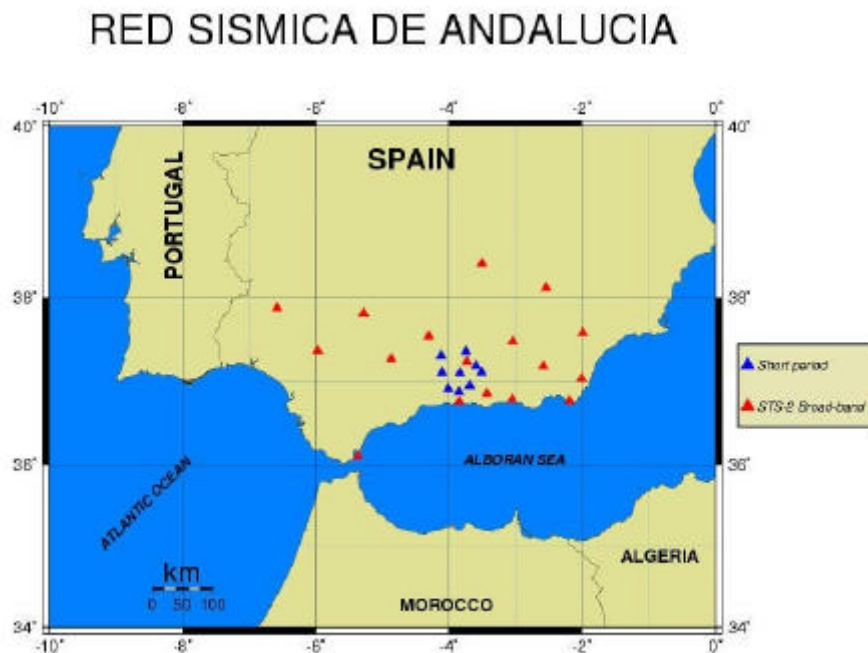 RED SISMICA DE ANDALUCIA
-10° -8° -6° -4° -2° 0°
40° 40°
SPAIN
PORTUGAL
38° 38°
Short period
STS-2 Broad-band
36° 36°
ALBORAN SEA
ATLANTIC OCEAN
ALGERIA
km
0 50 100
MOROCCO
34° 34°
-10° -8° -6° -4° -2° 0°